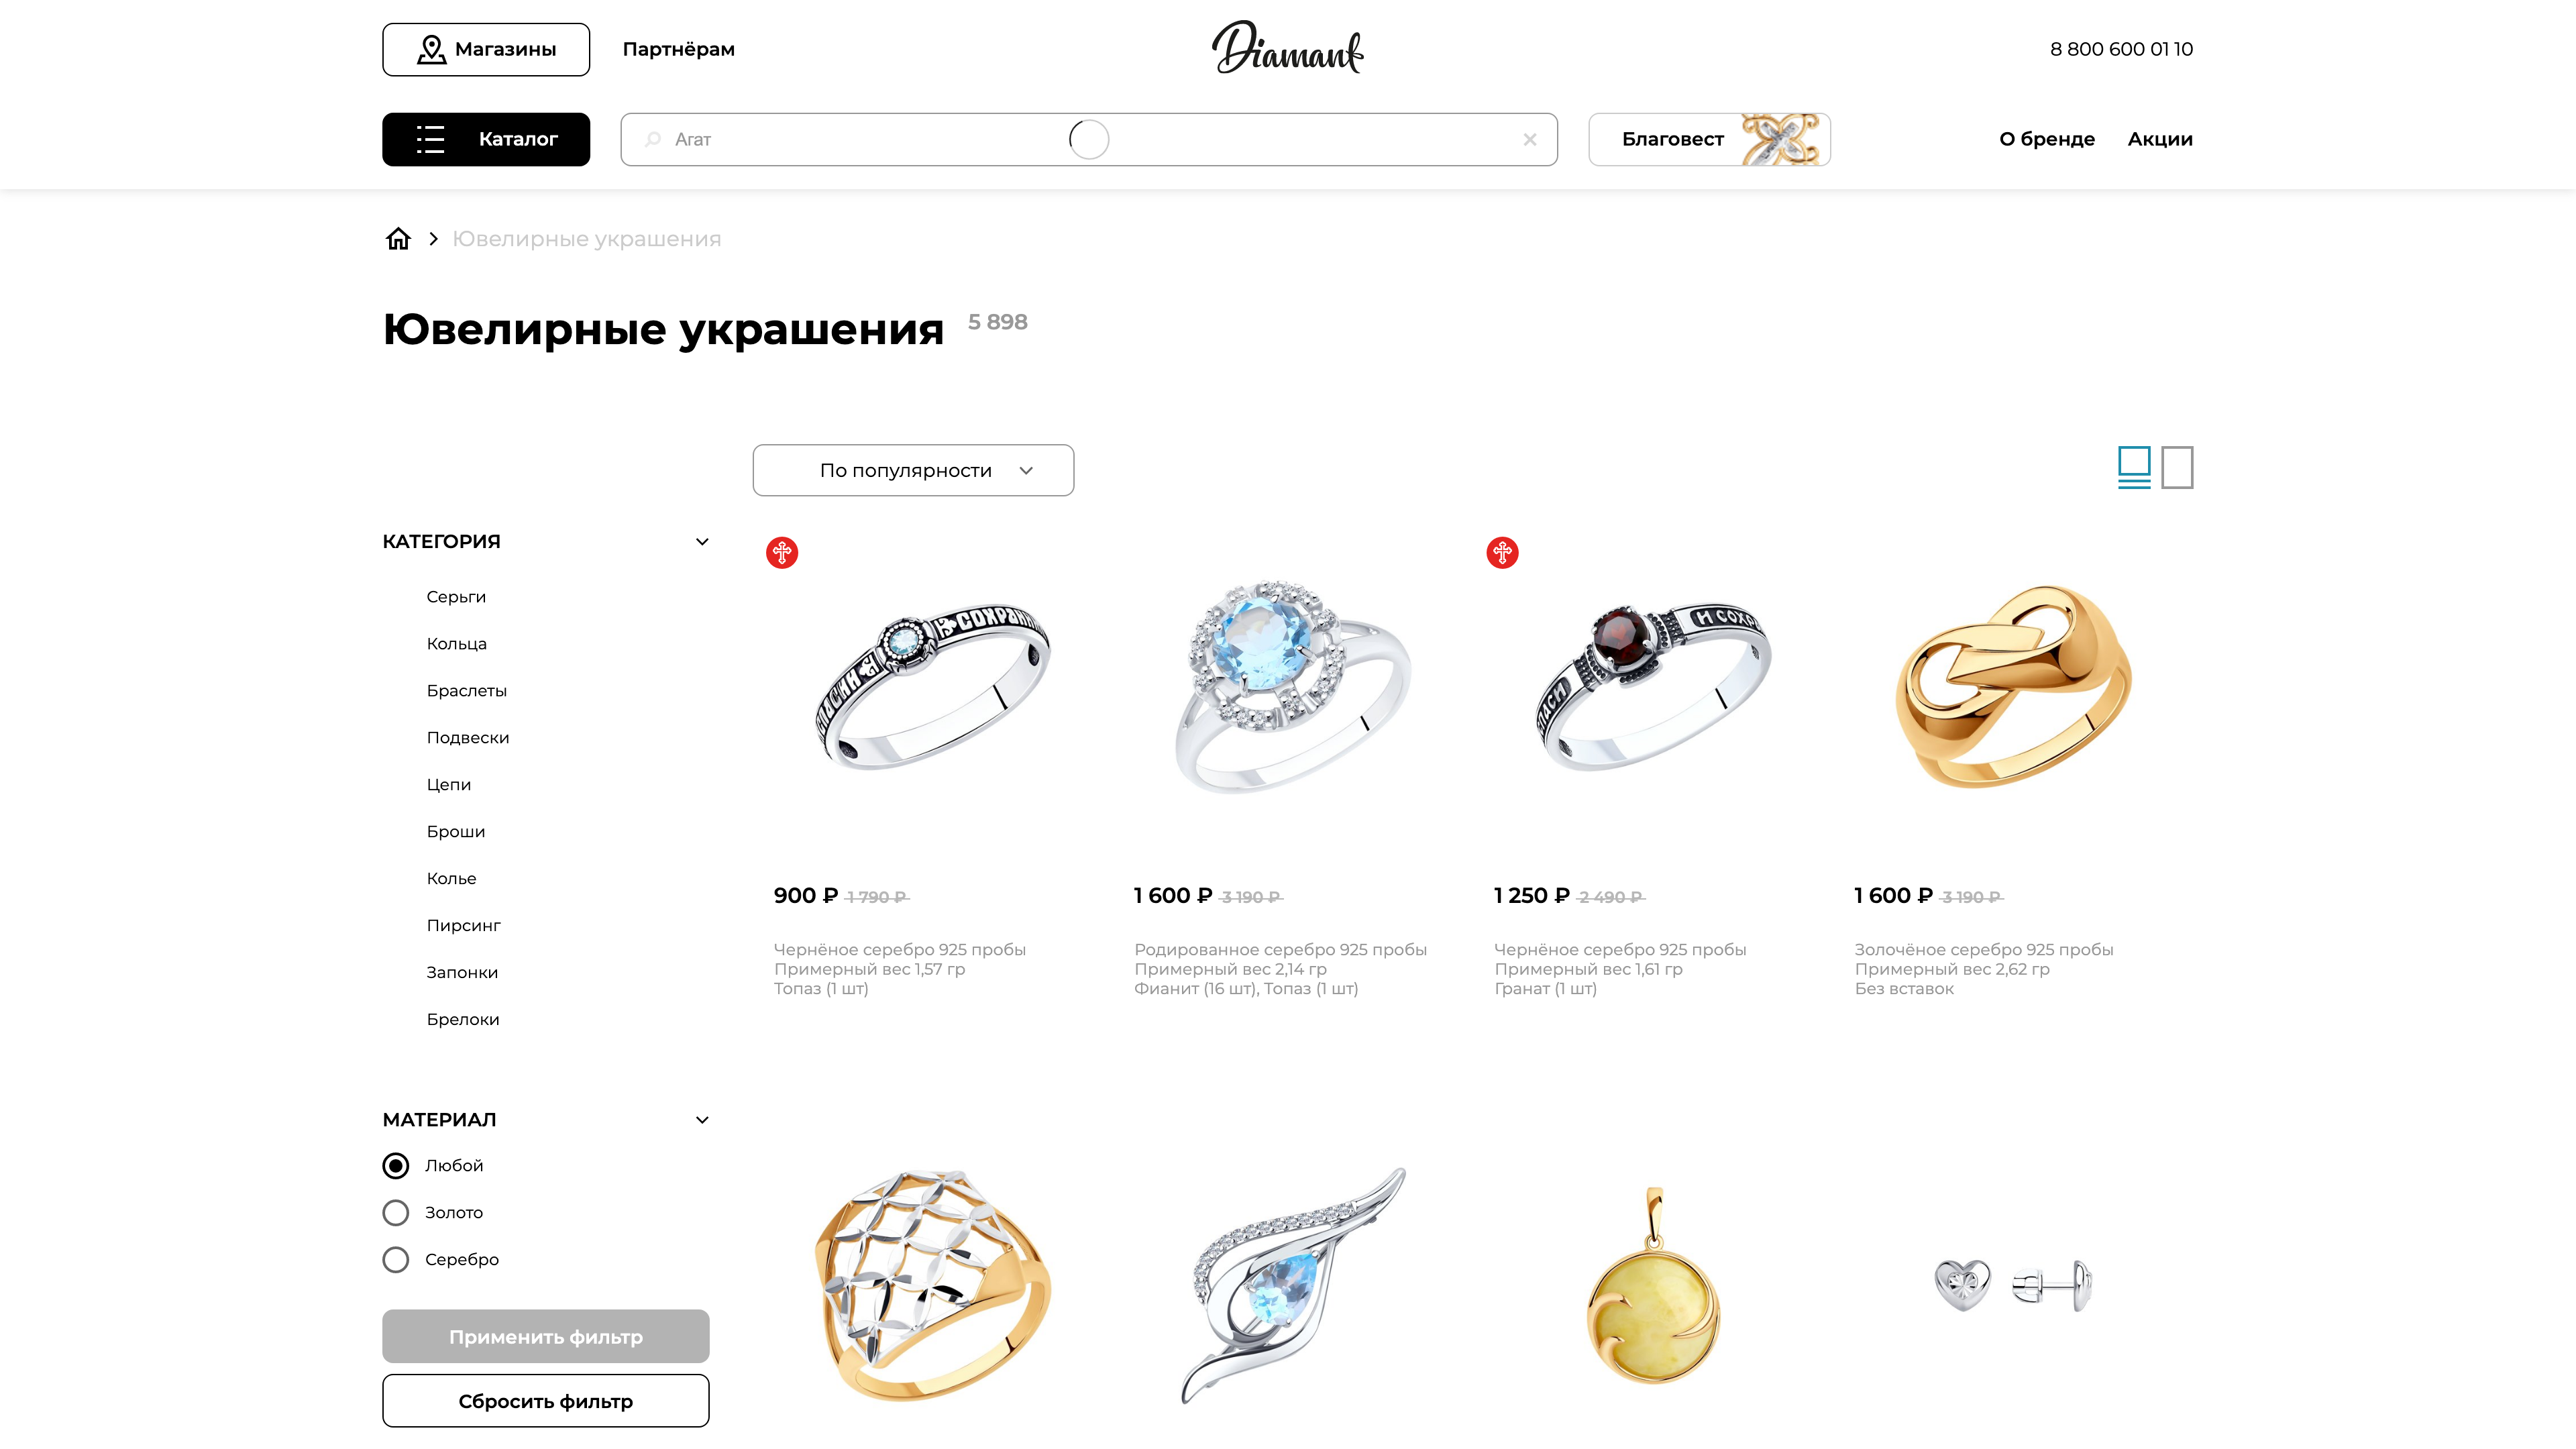 Магазины
Партнёрам
Diamant
8 800 600 01 10
Каталог
Агат
Благовест
О бренде
Акции
Ювелирные украшения
Ювелирные украшения 5 898
По популярности
КАТЕГОРИЯ
Серьги
Кольца
Браслеты
Подвески
Цепи
Броши
Колье
Пирсинг
Запонки
Брелоки
МАТЕРИАЛ
Любой
Золото
Серебро
Применить фильтр
Сбросить фильтр
900 ₽ 1 790 ₽
Чернёное серебро 925 пробы
Примерный вес 1,57 гр
Топаз (1 шт)
1 600 ₽ 3 190 ₽
Родированное серебро 925 пробы
Примерный вес 2,14 гр
Фианит (16 шт), Топаз (1 шт)
И СОХР
1 250 ₽ 2 490 ₽
Чернёное серебро 925 пробы
Примерный вес 1,61 гр
Гранат (1 шт)
1 600 ₽ 3 190 ₽
Золочёное серебро 925 пробы
Примерный вес 2,62 гр
Без вставок